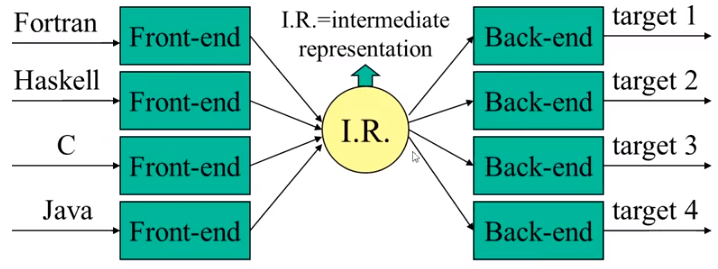 Fortran
Front-end
I.R.=intermediate
representation
Back-end
target 1
Haskell
Front-end
Back-end
target 2
I.R.
C
Front-end
Back-end
target 3
Java
Front-end
Back-end
target 4